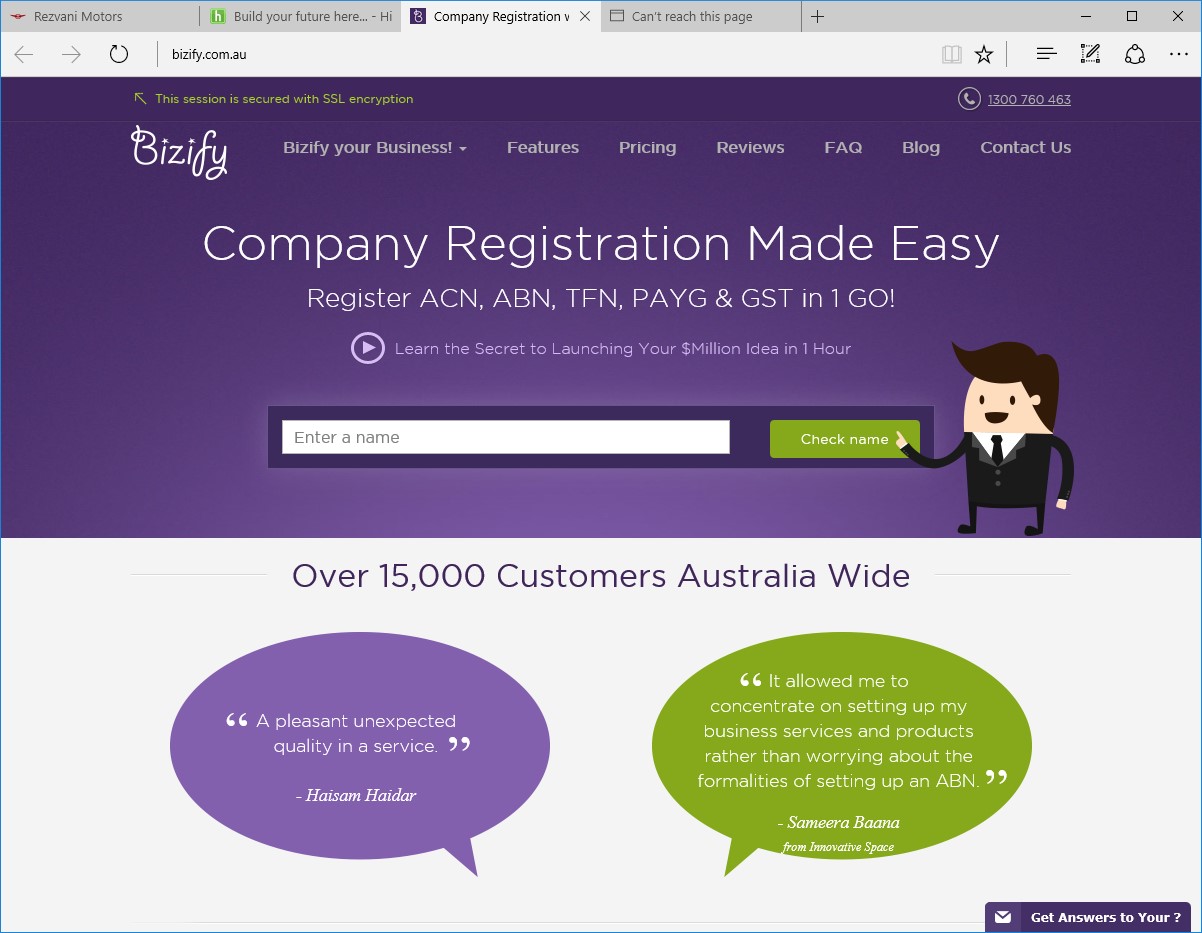 Rezvani Motors
Build your future here... - Hi
Company Registration w
Can't reach this page
bizify.com.au
This session is secured with SSL encryption
1300 760 463
Bizify
Bizify your Business!
Features
Pricing
Reviews
FAQ
Blog
Contact Us
Company Registration Made Easy
Register ACN, ABN, TFN, PAYG & GST in 1 GO!
Learn the Secret to Launching Your $Million Idea in 1 Hour
Enter a name
Check name
Over 15,000 Customers Australia Wide
“ A pleasant unexpected
quality in a service. ”
- Haisam Haidar
“ It allowed me to
concentrate on setting up my
business services and products
rather than worrying about the
formalities of setting up an ABN. ”
- Sameera Baana
from Innovative Space
Get Answers to Your ?